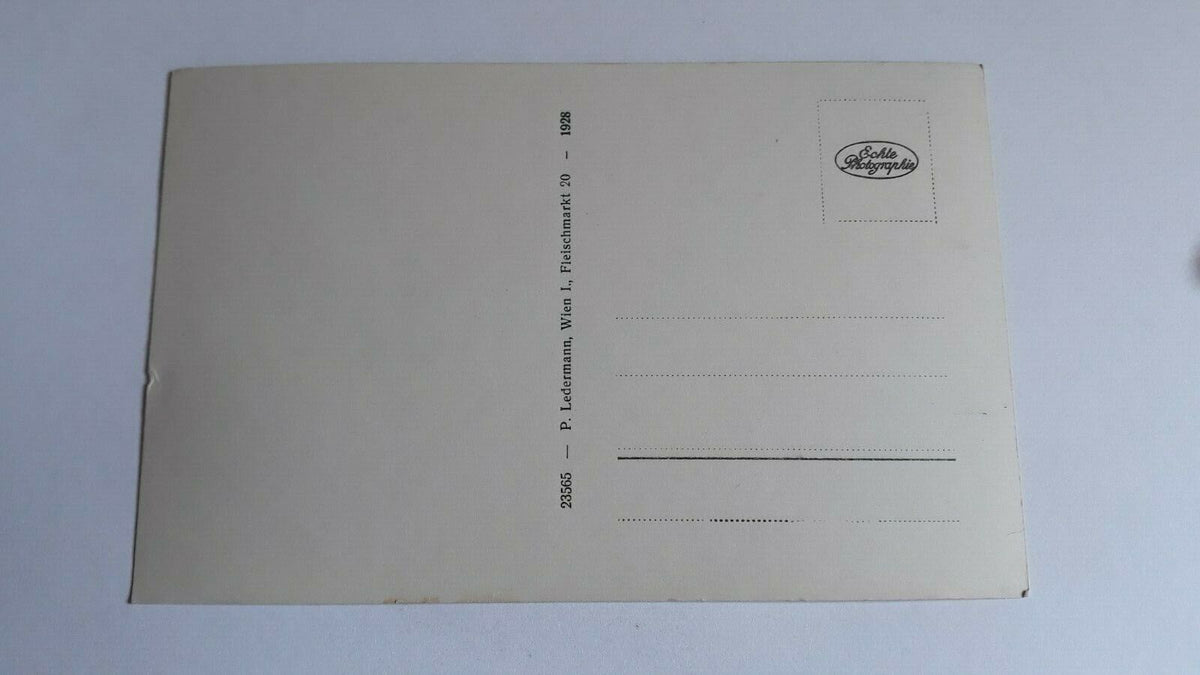 23565 — P. Ledermann, Wien I., Fleischmarkt 20 – 1928
Echte
Photographie